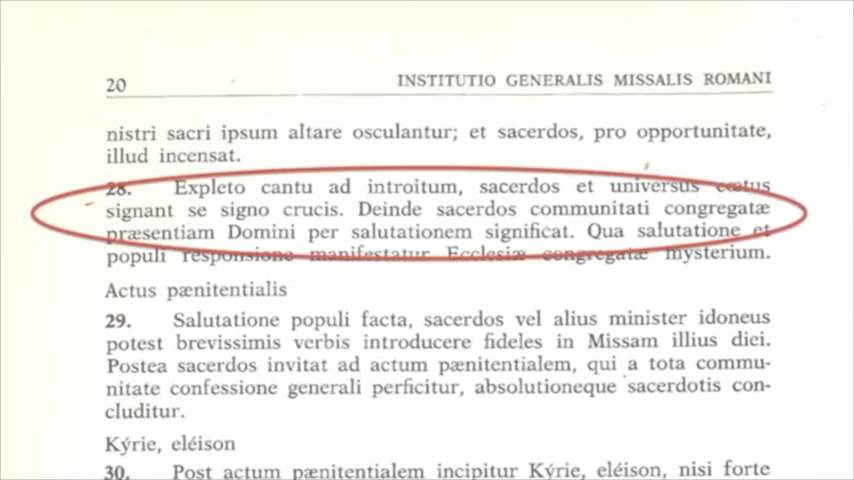 20 INSTITUTIO GENERALIS MISSALIS ROMANI
nistri sacri ipsum altare osculantur; et sacerdos, pro opportunitate,
illud incensat.
28. Expleto cantu ad introitum, sacerdos et universus cœtus
signant se signo crucis. Deinde sacerdos communitati congregatæ
præsentiam Domini per salutationem significat. Qua salutatione et
populi responsione manifestatur Ecclesiæ congregatæ mysterium.
Actus pænitentialis
29. Salutatione populi facta, sacerdos vel alius minister idoneus
potest brevissimis verbis introducere fideles in Missam illius diei.
Postea sacerdos invitat ad actum pænitentialem, qui a tota commu-
nitate confessione generali perficitur, absolutioneque sacerdotis con-
cluditur.
Kýrie, eléison
30. Post actum pænitentialem incipitur Kýrie, eléison, nisi forte